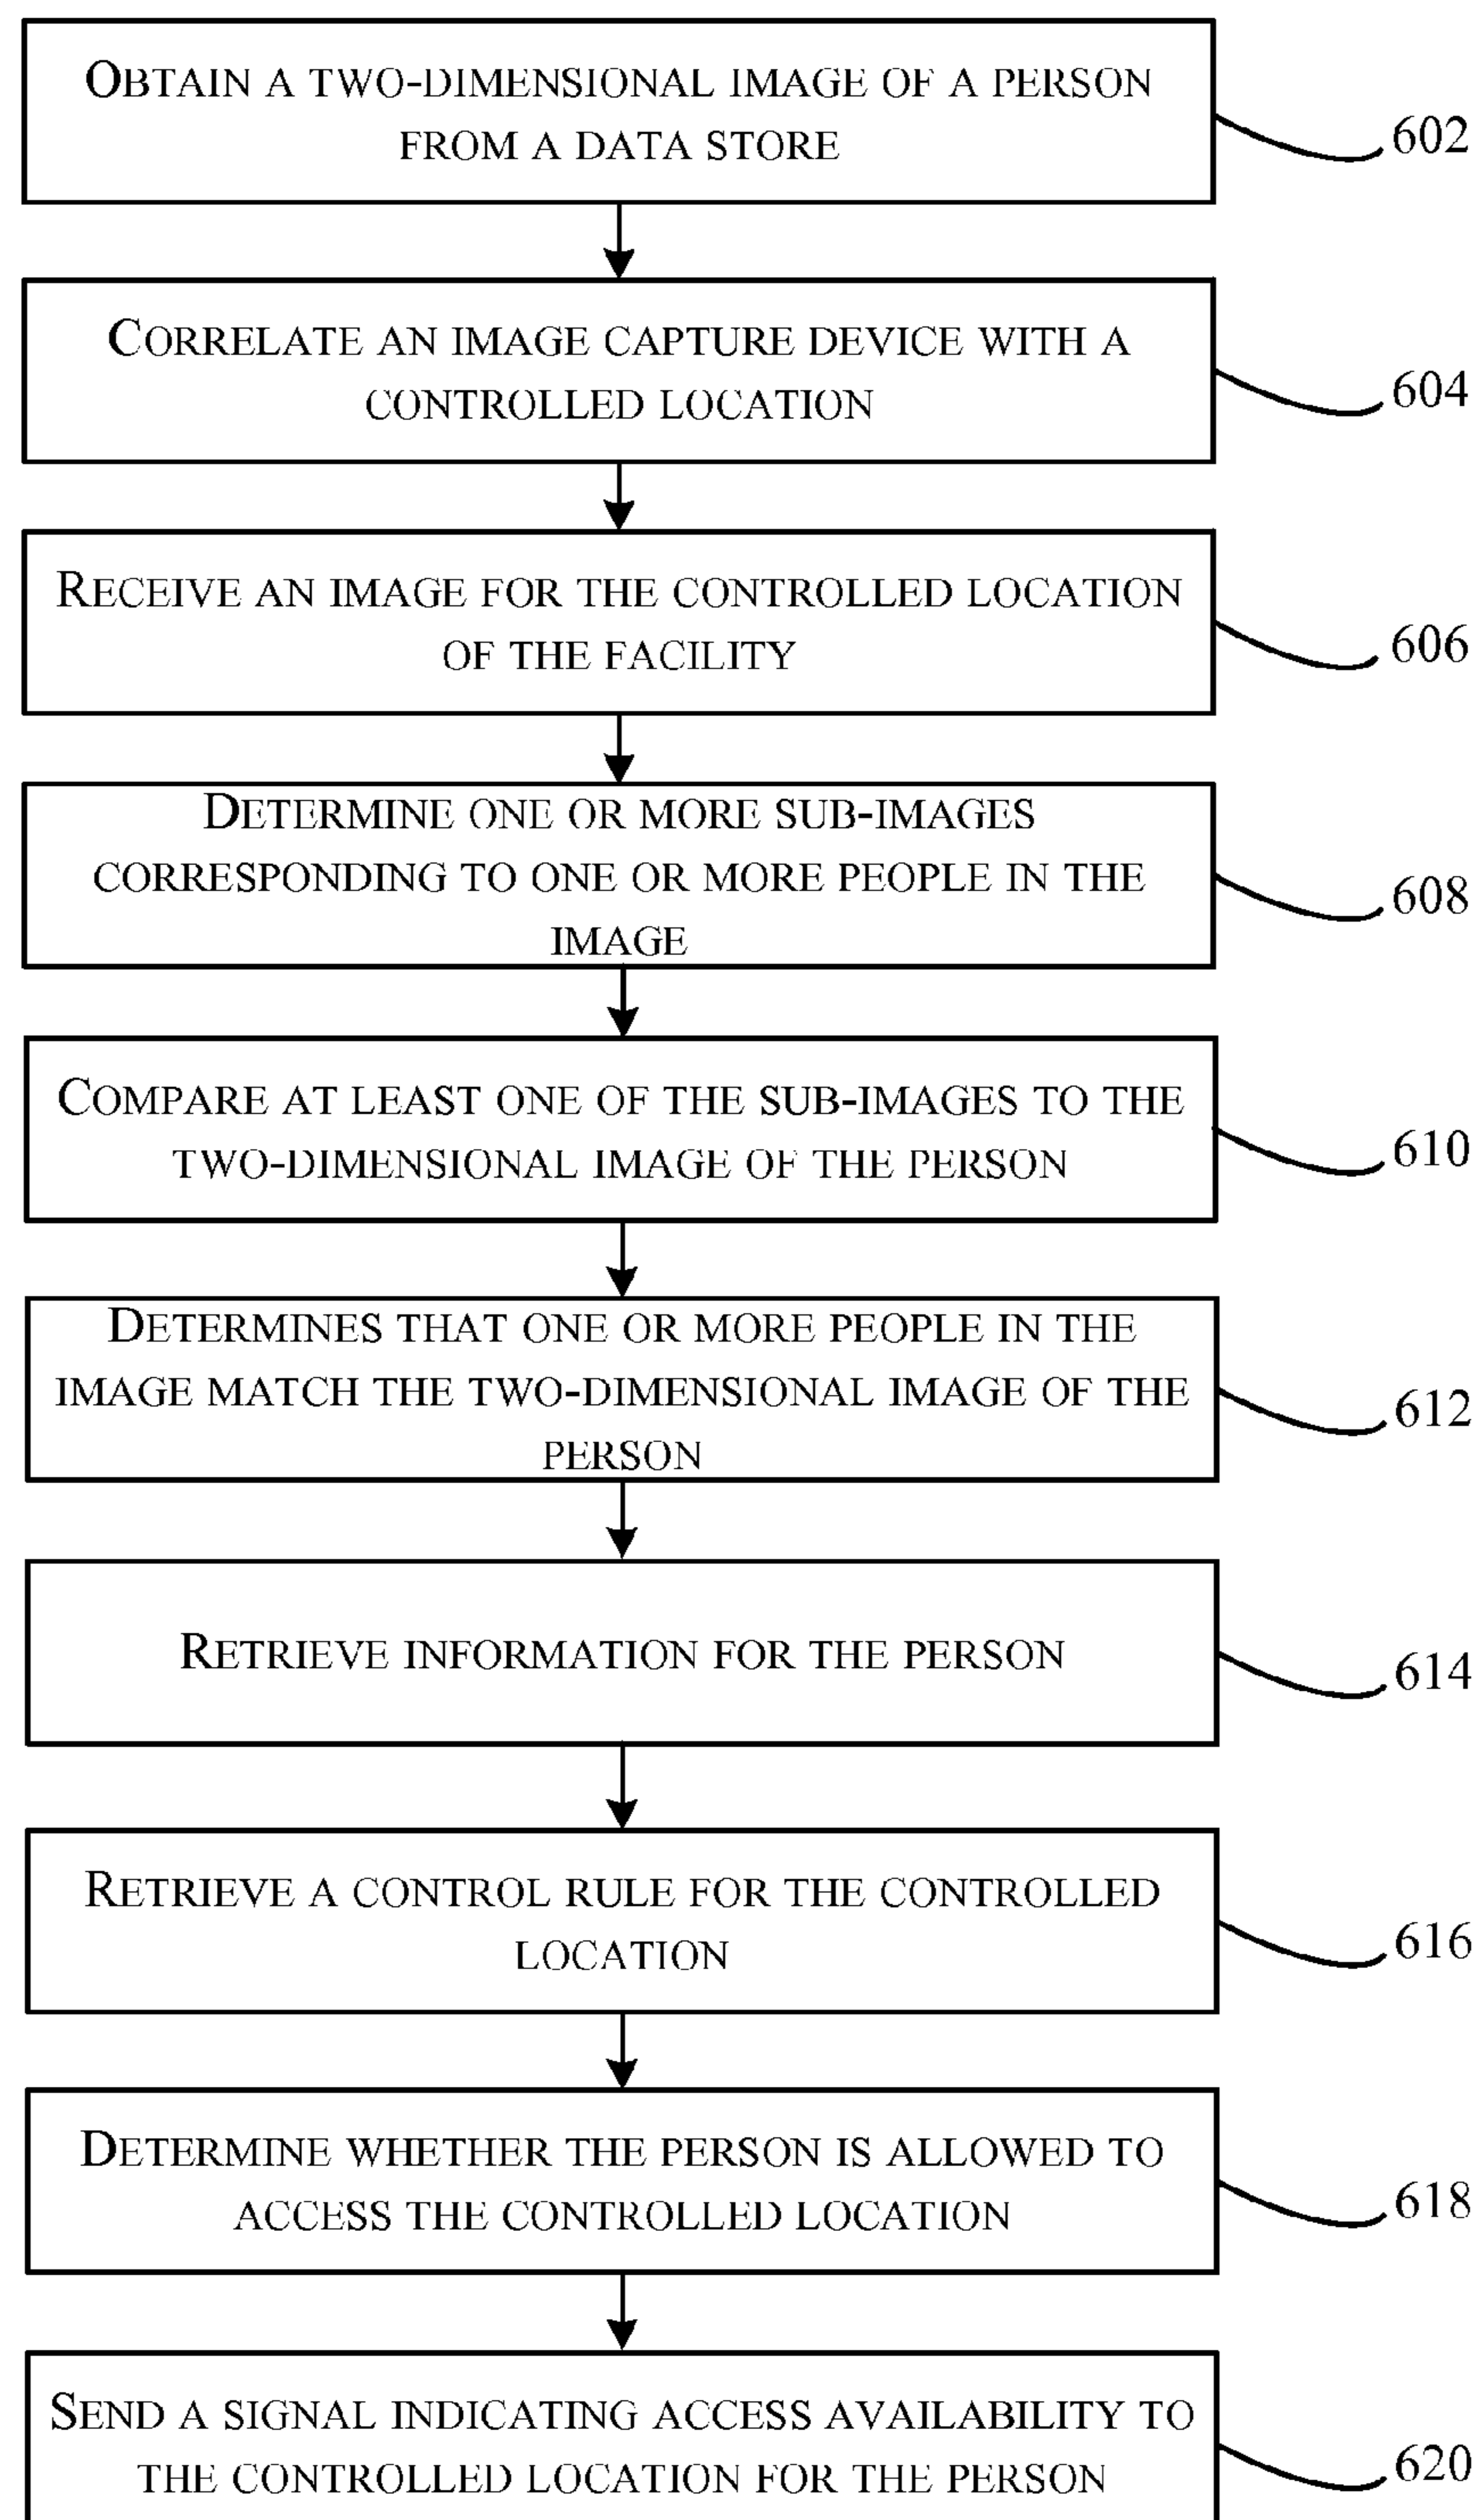 OBTAIN A TWO-DIMENSIONAL IMAGE OF A PERSON
FROM A DATA STORE
602
CORRELATE AN IMAGE CAPTURE DEVICE WITH A
CONTROLLED LOCATION
604
RECEIVE AN IMAGE FOR THE CONTROLLED LOCATION
OF THE FACILITY
606
DETERMINE ONE OR MORE SUB-IMAGES
CORRESPONDING TO ONE OR MORE PEOPLE IN THE
IMAGE
608
COMPARE AT LEAST ONE OF THE SUB-IMAGES TO THE
TWO-DIMENSIONAL IMAGE OF THE PERSON
610
DETERMINES THAT ONE OR MORE PEOPLE IN THE
IMAGE MATCH THE TWO-DIMENSIONAL IMAGE OF THE
PERSON
612
RETRIEVE INFORMATION FOR THE PERSON
614
RETRIEVE A CONTROL RULE FOR THE CONTROLLED
LOCATION
616
DETERMINE WHETHER THE PERSON IS ALLOWED TO
ACCESS THE CONTROLLED LOCATION
618
SEND A SIGNAL INDICATING ACCESS AVAILABILITY TO
THE CONTROLLED LOCATION FOR THE PERSON
620